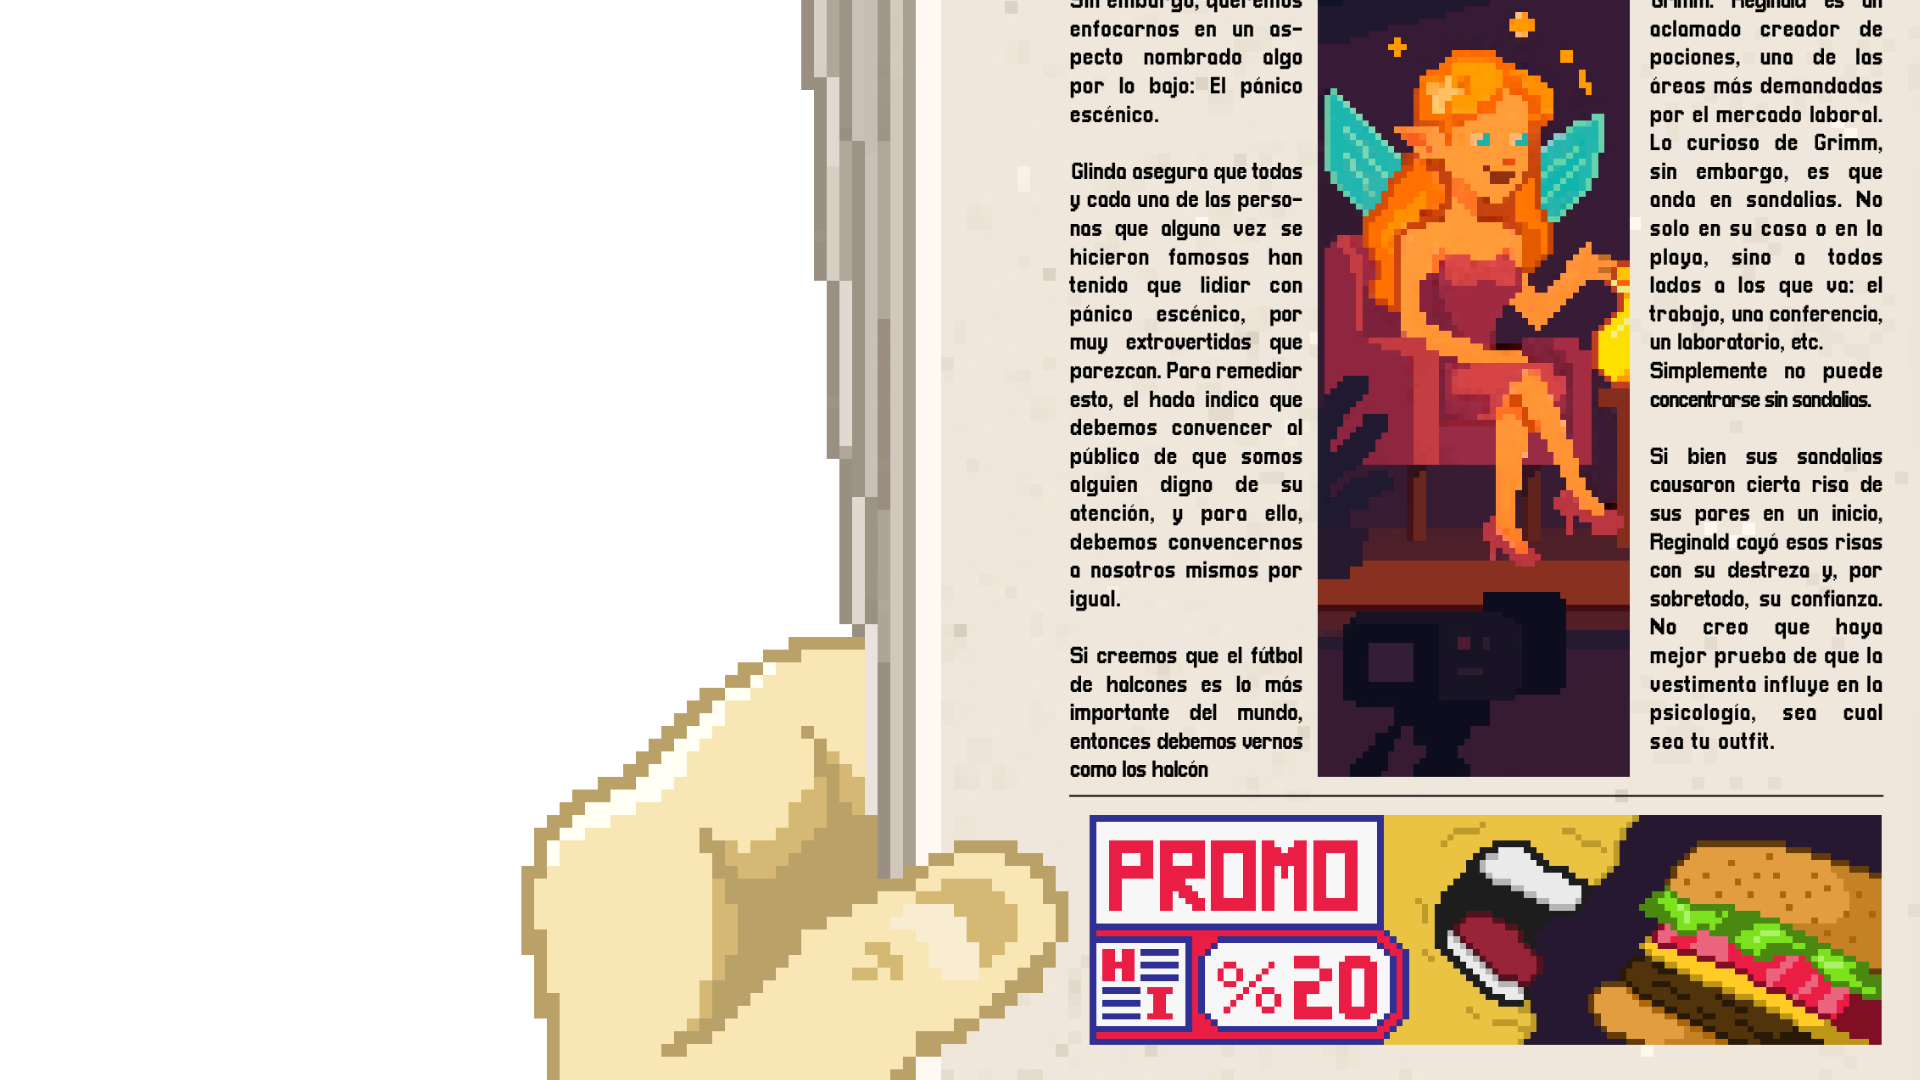 Sin embargo, queremos
enfocarnos en un as-
pecto nombrado algo
por lo bajo: El pánico
escénico.
Glinda asegura que todas
y cada una de las perso-
nas que alguna vez se
hicieron famosas han
tenido que lidiar con
pánico escénico, por
muy extrovertidas que
parezcan. Para remediar
esto, el hada indica que
debemos convencer al
público de que somos
alguien digno de su
atención, y para ello,
debemos convencernos
a nosotros mismos por
igual.
Si creemos que el fútbol
de halcones es lo más
importante del mundo,
entonces debemos vernos
como los halcón
Grimm. Reginald es un
aclamado creador de
pociones, una de las
áreas más demandadas
por el mercado laboral.
Lo curioso de Grimm,
sin embargo, es que
anda en sandalias. No
solo en su casa o en la
playa, sino a todos
lados a los que va: el
trabajo, una conferencia,
un laboratorio, etc.
Simplemente no puede
concentrarse sin sandalias.
Si bien sus sandalias
causaron cierta risa de
sus pares en un inicio,
Reginald cayó esas risas
con su destreza y, por
sobretodo, su confianza.
No creo que haya
mejor prueba de que la
vestimenta influye en la
psicología, sea cual
sea tu outfit.
PROMO
H
I
%20